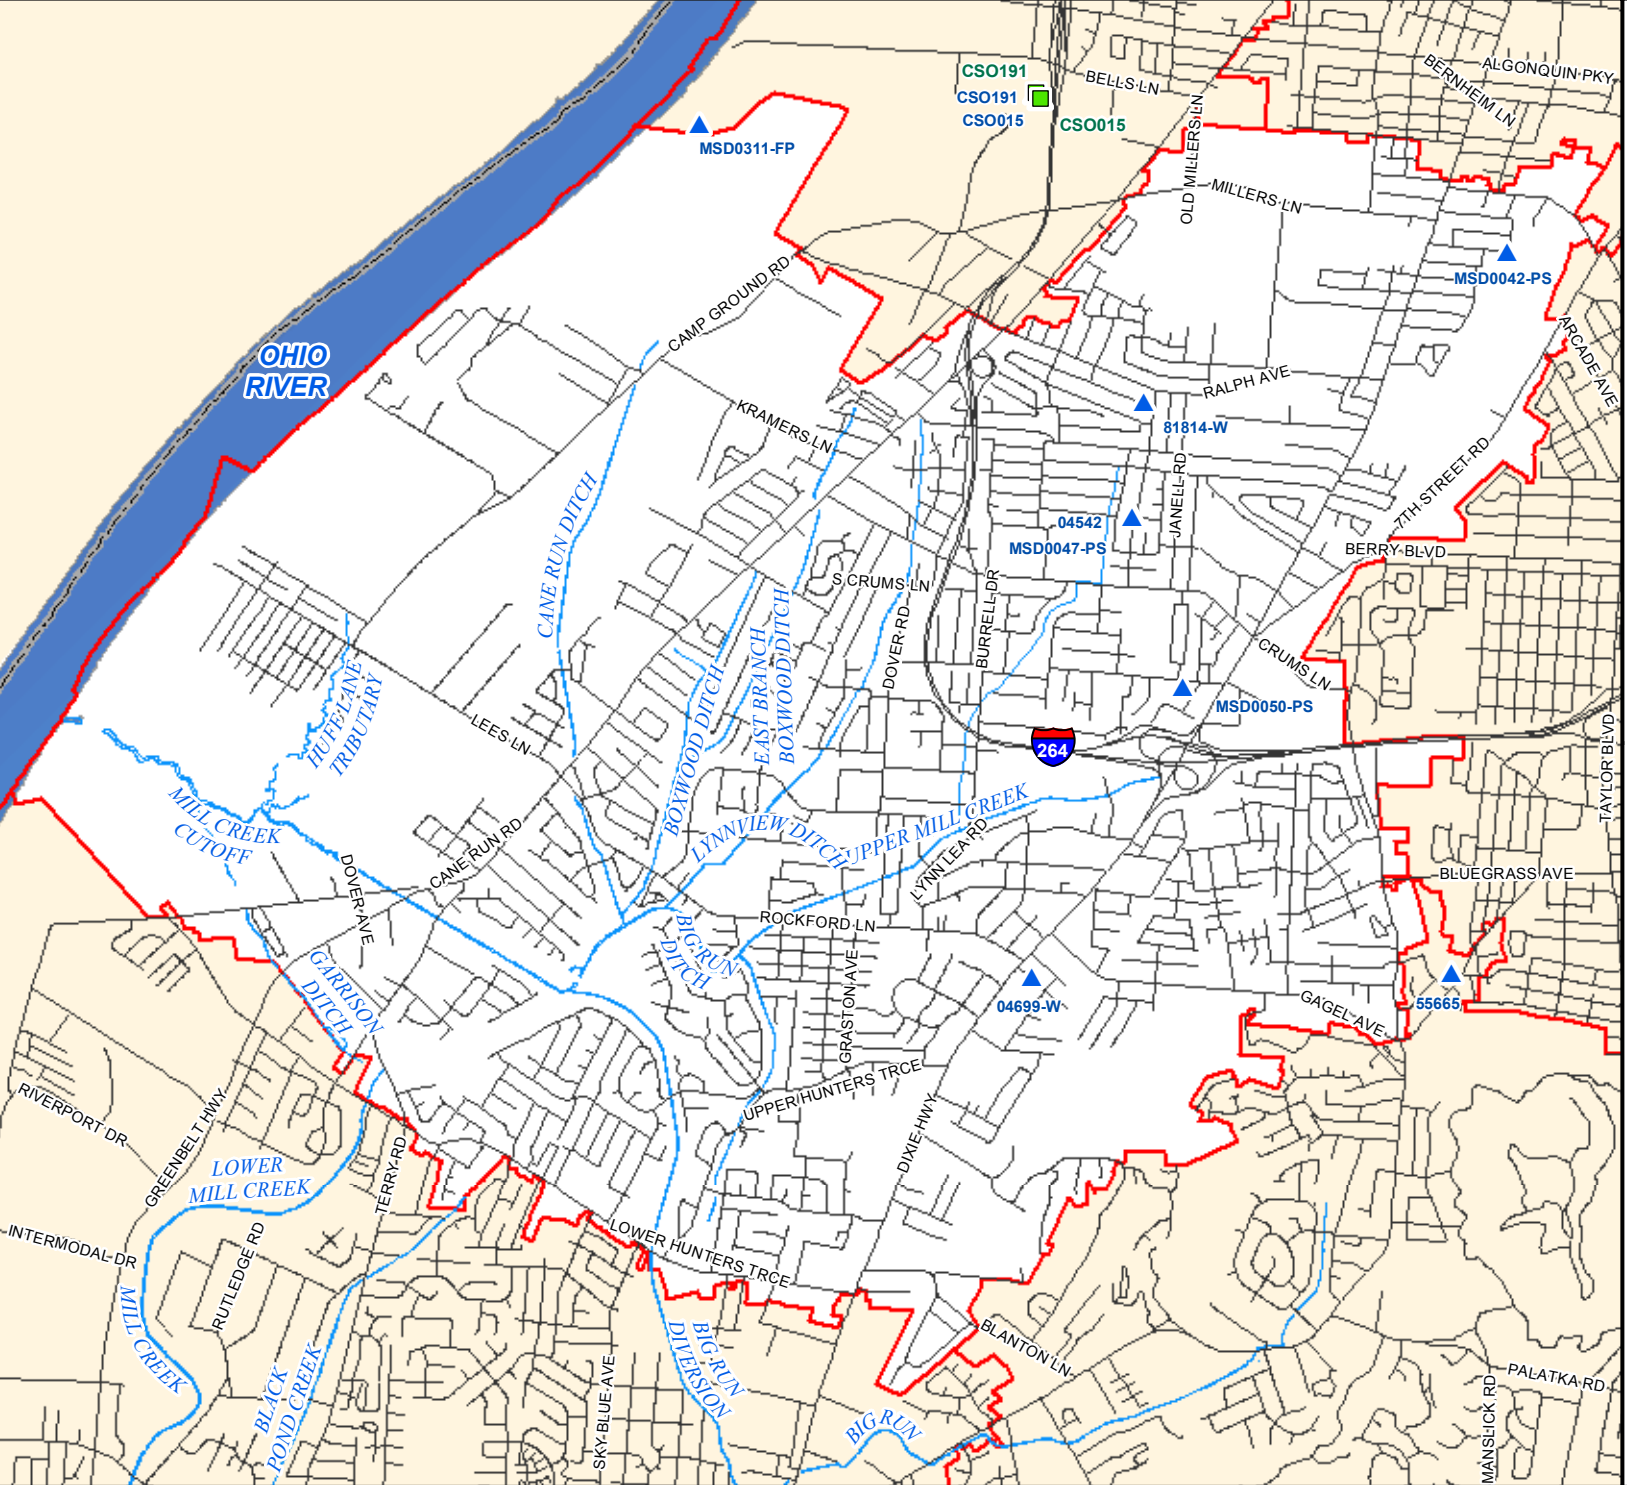 CSO191
BELLS LN
BERNHEIM LN
ALGONQUIN PKY
CSO191
CSO015
CSO015
MSD0311-FP
OLD MILLERS LN
MILLERS LN
MSD0042-PS
CAMP GROUND RD
ARCADE AVE
OHIO
RIVER
RALPH AVE
KRAMERS LN
81814-W
7TH STREET RD
JANELL RD
CANE RUN DITCH
04542
MSD0047-PS
BERRY BLVD
S CRUMS LN
BURRELL DR
DOVER RD
EAST BRANCH
BOXWOOD DITCH
CRUMS LN
HUFF LANE
TRIBUTARY
BOXWOOD DITCH
MSD0050-PS
LEES LN
264
TAYLOR BLVD
MILL CREEK
CUTOFF
LYNNVIEW DITCH
UPPER MILL CREEK
LYNN LEA RD
CANE RUN RD
DOVER AVE
BLUEGRASS AVE
ROCKFORD LN
BIG RUN
DITCH
GARRISON
DITCH
GRASTON AVE
04699-W
55665
GAGEL AVE
RIVERPORT DR
GREENBELT HWY
UPPER HUNTERS TRCE
DIXIE HWY
LOWER
MILL CREEK
TERRY RD
INTERMODAL DR
RUTLEDGE RD
LOWER HUNTERS TRCE
MILL CREEK
BLACK
POND CREEK
SKY BLUE AVE
BIG RUN
DIVERSION
BLANTON LN
BIG RUN
PALATKA RD
MANSLICK RD